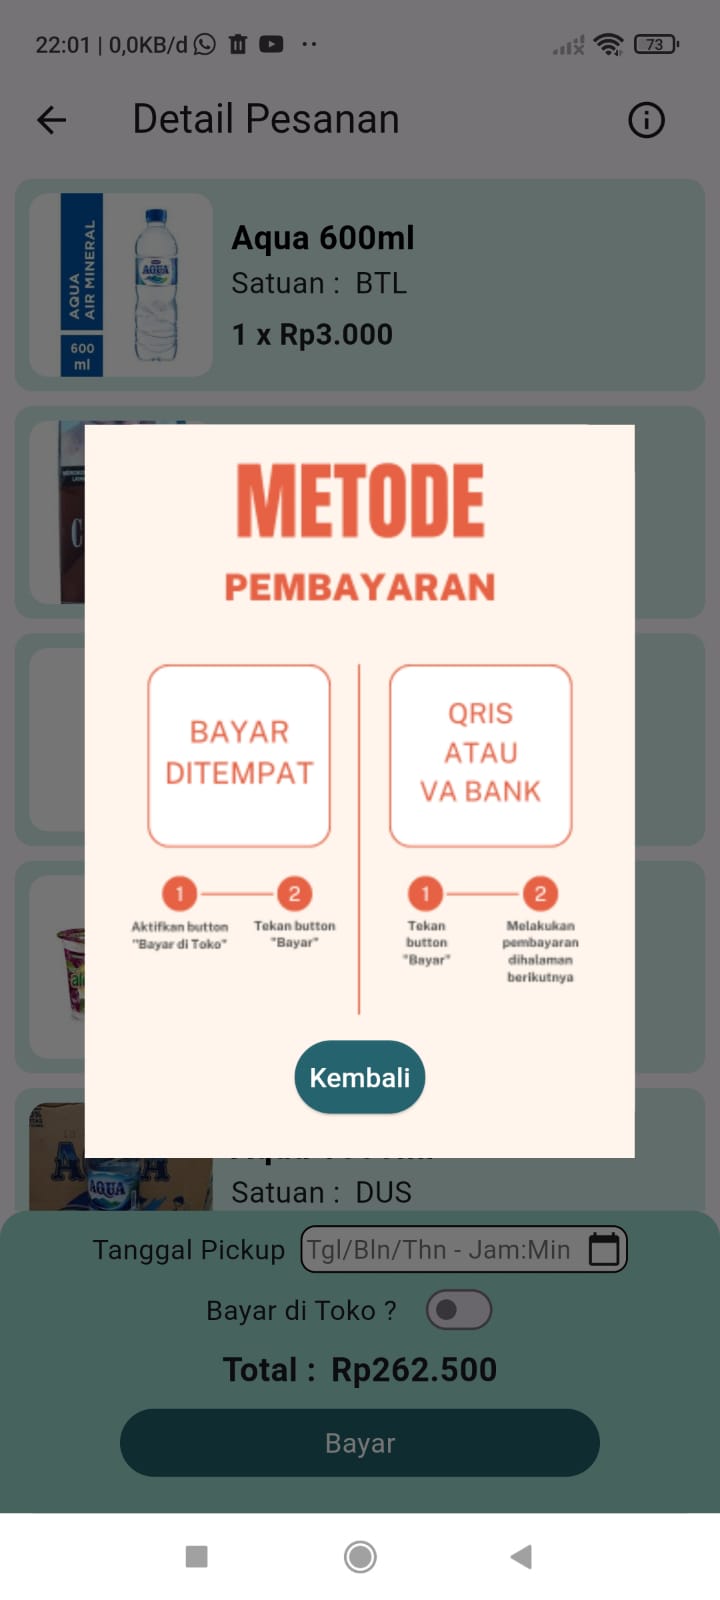 22:01 | 0,0KB/d
73
Detail Pesanan
AQUA
AIR MINERAL
600
ml
AQUA
Aqua 600ml
Satuan : BTL
1 x Rp3.000
METODE
PEMBAYARAN
BAYAR
DITEMPAT
QRIS
ATAU
VA BANK
1
2
Aktifkan button
"Bayar di Toko"
Tekan button
"Bayar"
1
2
Tekan
button
"Bayar"
Melakukan
pembayaran
dihalaman
berikutnya
Kembali
AQUA
Satuan : DUS
Tanggal Pickup
Tgl/Bln/Thn - Jam:Min
Bayar di Toko ?
Total : Rp262.500
Bayar